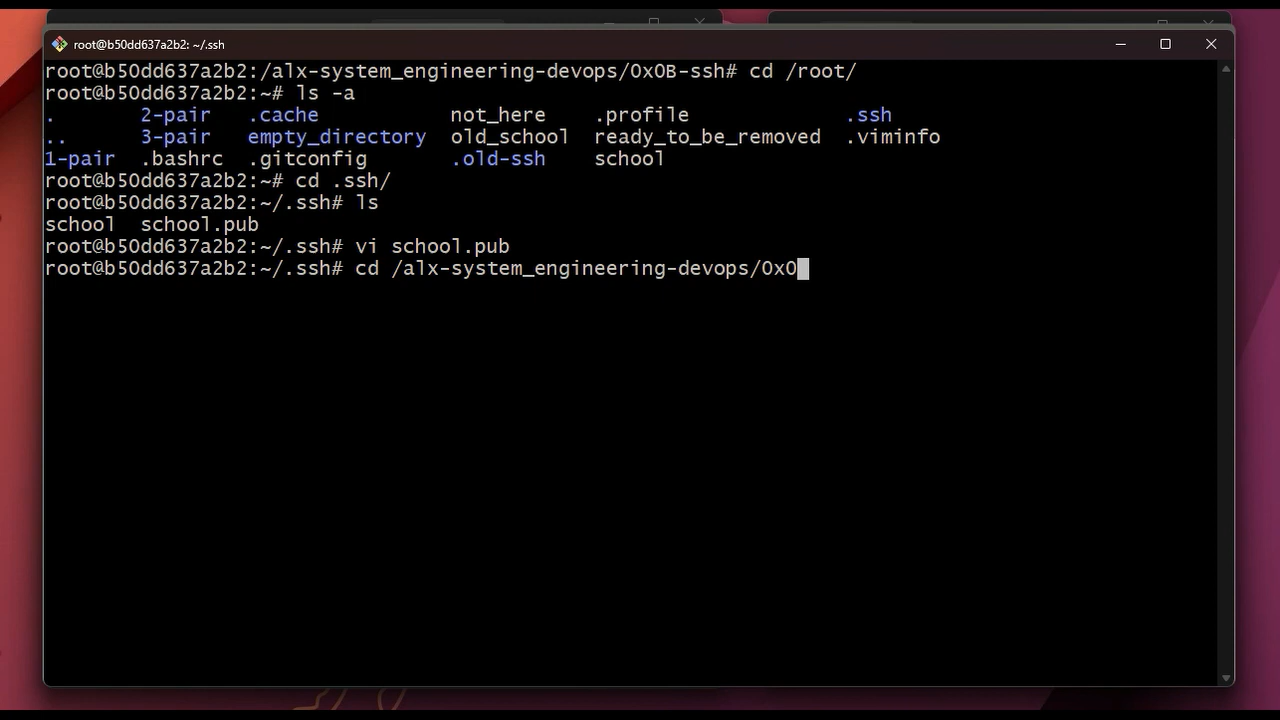 root@b50dd637a2b2: ~/.ssh
root@b50dd637a2b2:/alx-system_engineering-devops/0x0B-ssh# cd /root/
root@b50dd637a2b2:~# ls -a
. 2-pair .cache not_here .profile .ssh
.. 3-pair empty_directory old_school ready_to_be_removed .viminfo
1-pair .bashrc .gitconfig .old-ssh school
root@b50dd637a2b2:~# cd .ssh/
root@b50dd637a2b2:~/.ssh# ls
school school.pub
root@b50dd637a2b2:~/.ssh# vi school.pub
root@b50dd637a2b2:~/.ssh# cd /alx-system_engineering-devops/0x0